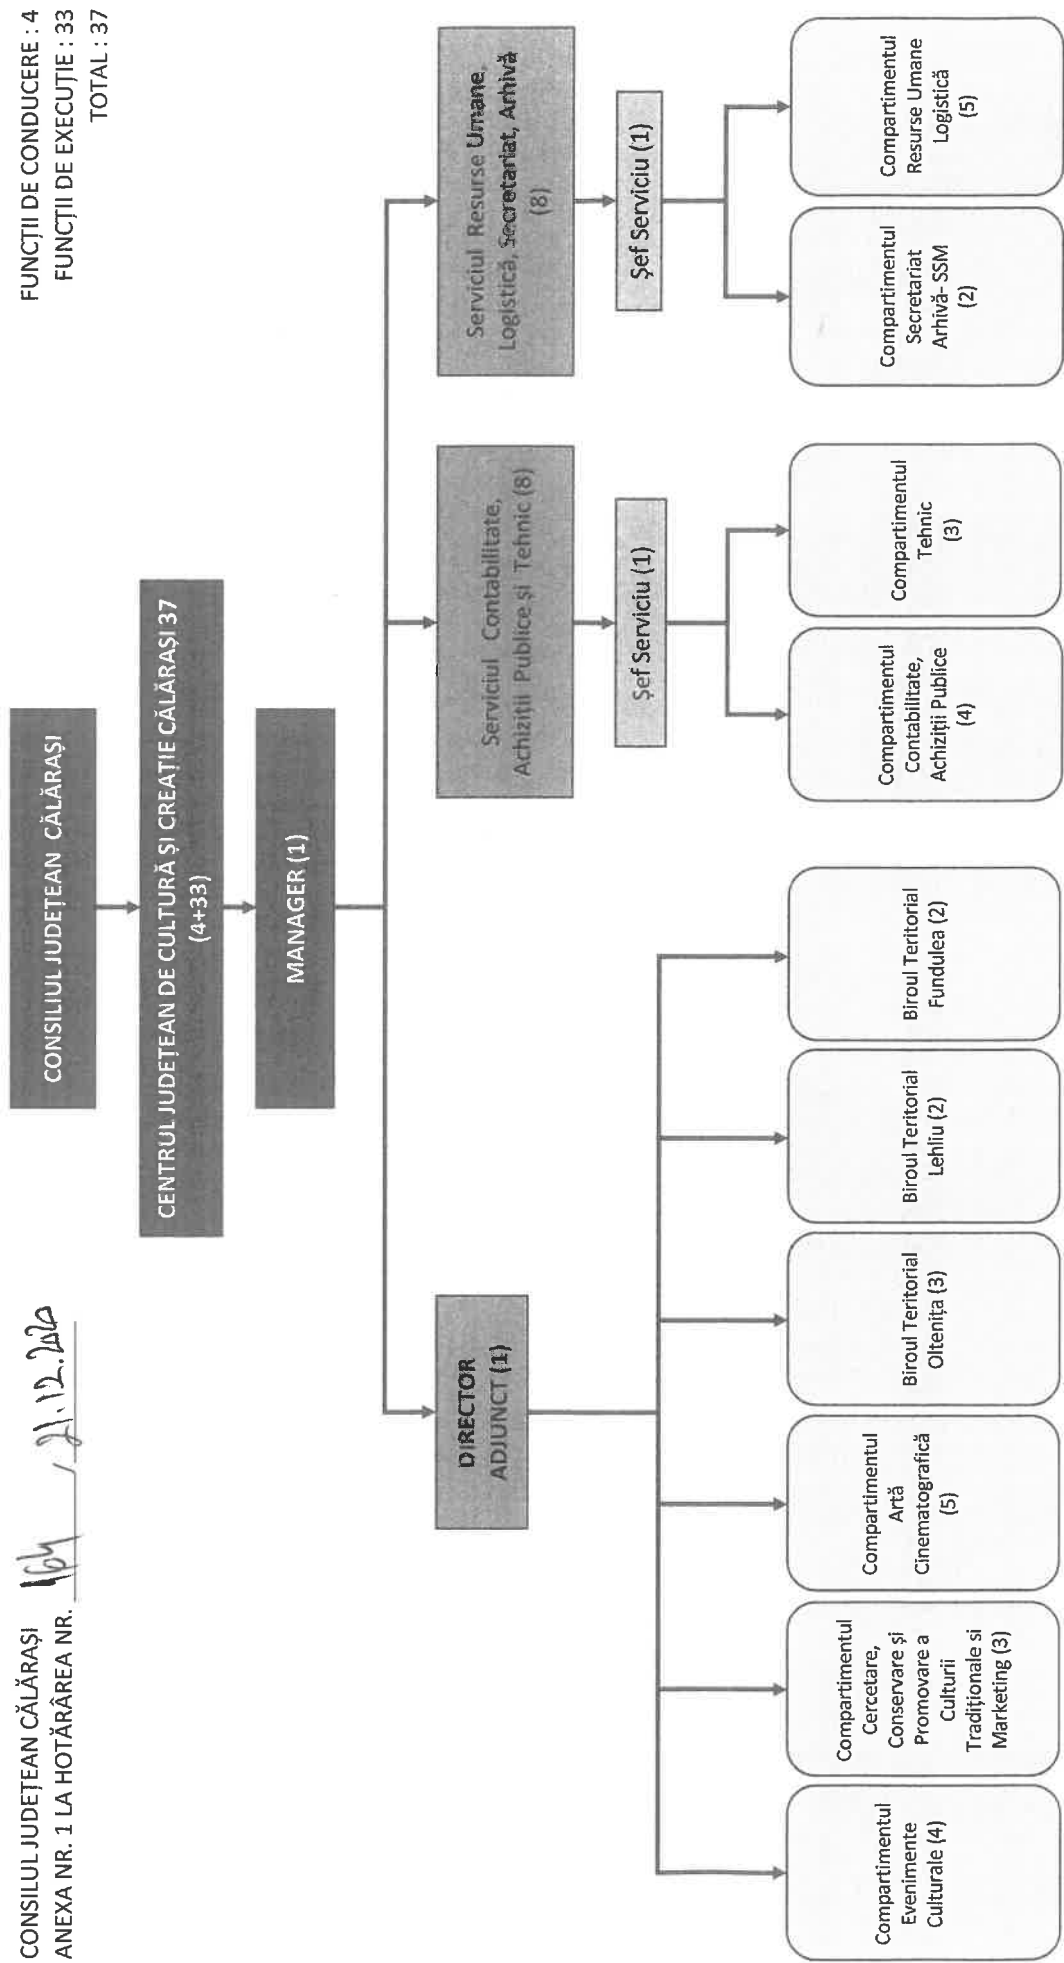 CONSILUL JUDEȚEAN CĂLĂRAȘI
ANEXA NR. 1 LA HOTĂRÂREA NR. 164 / 21.12.2020
FUNCȚII DE CONDUCERE : 4
FUNCȚII DE EXECUȚIE : 33
TOTAL : 37
CONSILIUL JUDEȚEAN CĂLĂRAȘI
CENTRUL JUDEȚEAN DE CULTURĂ ȘI CREAȚIE CĂLĂRAȘI 37
(4+33)
MANAGER (1)
DIRECTOR
ADJUNCT (1)
Serviciul Contabilitate,
Achiziții Publice și Tehnic (8)
Serviciul Resurse Umane,
Logistică, Secretariat, Arhivă
(8)
Șef Serviciu (1)
Șef Serviciu (1)
Compartimentul
Evenimente
Culturale (4)
Compartimentul
Cercetare,
Conservare și
Promovare a
Culturii
Tradiționale si
Marketing (3)
Compartimentul
Artă
Cinematografică
(5)
Biroul Teritorial
Oltenița (3)
Biroul Teritorial
Lehliu (2)
Biroul Teritorial
Fundulea (2)
Compartimentul
Contabilitate,
Achiziții Publice
(4)
Compartimentul
Tehnic
(3)
Compartimentul
Secretariat
Arhivă- SSM
(2)
Compartimentul
Resurse Umane
Logistică
(5)